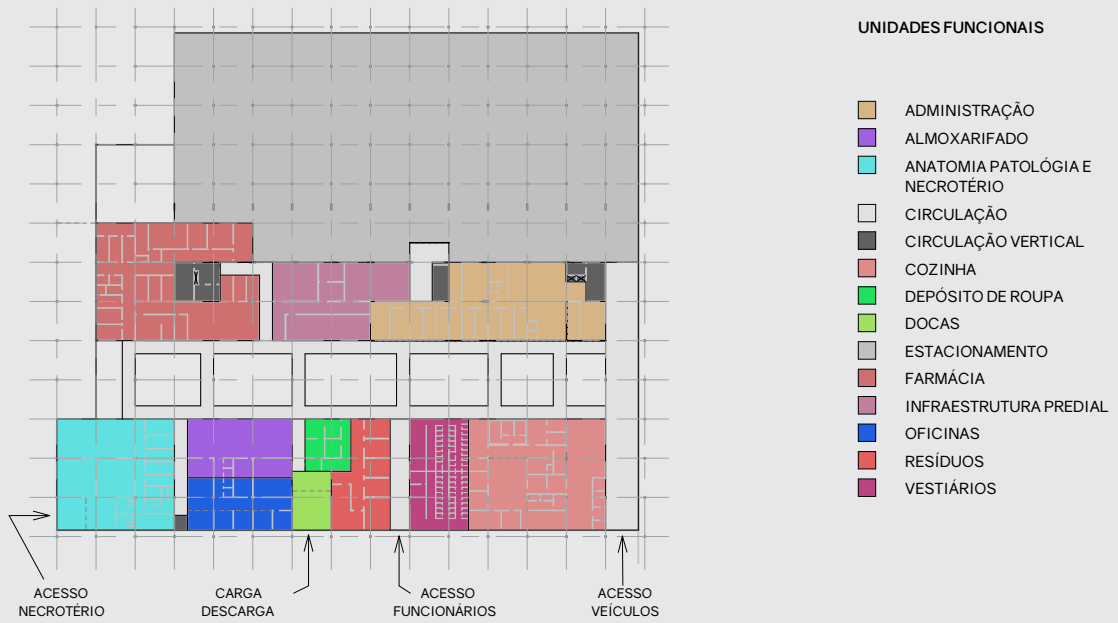 UNIDADES FUNCIONAIS
ADMINISTRAÇÃO
ALMOXARIFADO
ANATOMIA PATOLÓGIA E
NECROTÉRIO
CIRCULAÇÃO
CIRCULAÇÃO VERTICAL
COZINHA
DEPÓSITO DE ROUPA
DOCAS
ESTACIONAMENTO
FARMÁCIA
INFRAESTRUTURA PREDIAL
OFICINAS
RESÍDUOS
VESTIÁRIOS
ACESSO
NECROTÉRIO
CARGA
DESCARGA
ACESSO
FUNCIONÁRIOS
ACESSO
VEÍCULOS